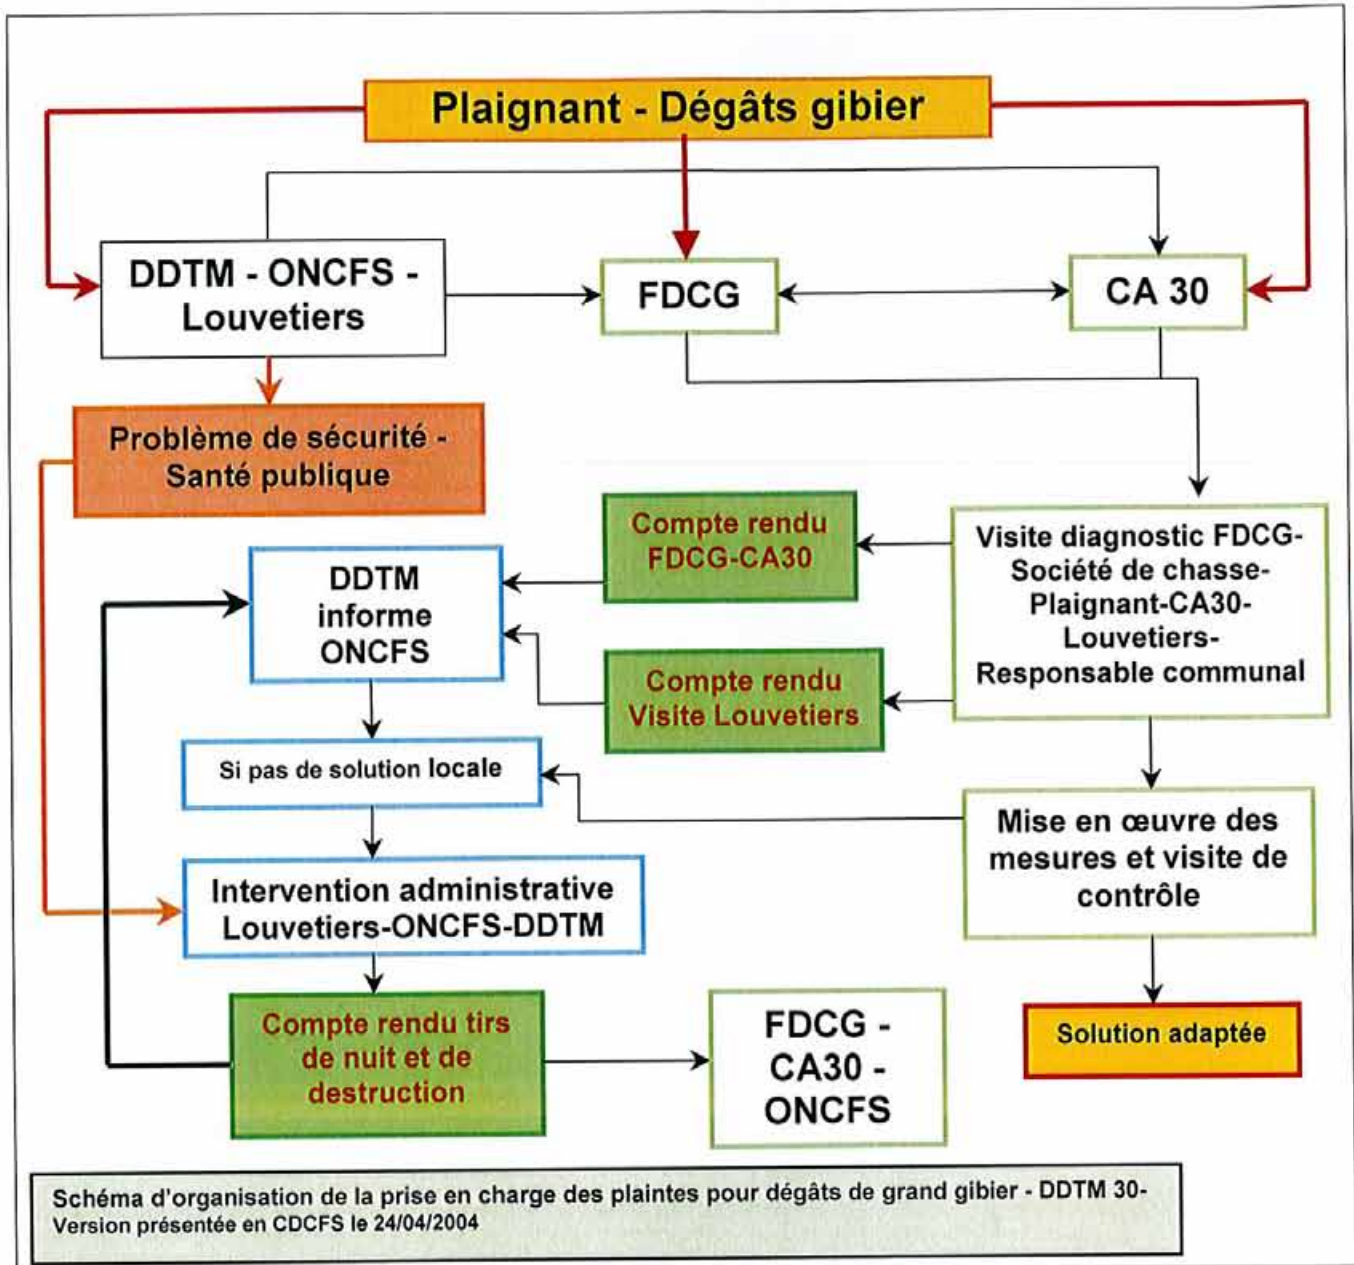 Plaignant - Dégâts gibier
DDTM - ONCFS -
Louvetiers
FDCG
CA 30
Problème de sécurité -
Santé publique
Compte rendu
FDCG-CA30
Visite diagnostic FDCG-
Société de chasse-
Plaignant-CA30-
Louvetiers-
Responsable communal
DDTM
informe
ONCFS
Compte rendu
Visite Louvetiers
Si pas de solution locale
Mise en œuvre des
mesures et visite de
contrôle
Intervention administrative
Louvetiers-ONCFS-DDTM
Compte rendu tirs
de nuit et de
destruction
FDCG -
CA30 -
ONCFS
Solution adaptée
Schéma d'organisation de la prise en charge des plaintes pour dégâts de grand gibier - DDTM 30-
Version présentée en CDCFS le 24/04/2004